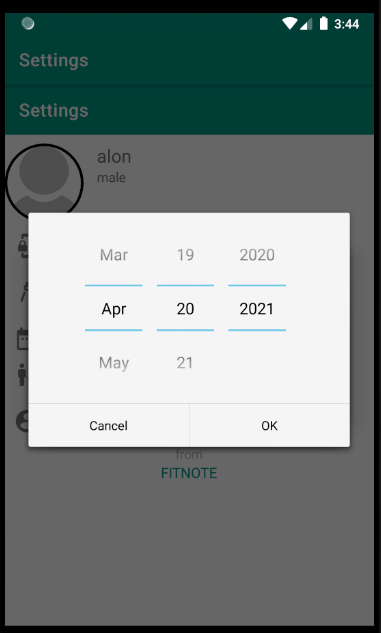 3:44
Settings
Settings
alon
male
Mar 19 2020
Apr 20 2021
May 21
Cancel OK
from
FITNOTE